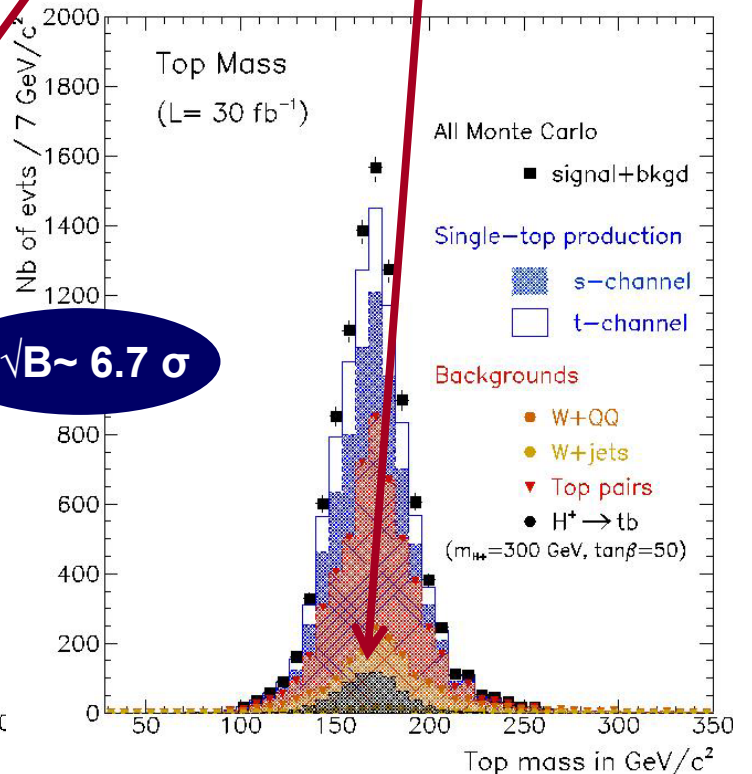 Nb of evts / 7 GeV/c²
2000
1800
1600
1400
1200
800
600
400
200
0
Top Mass
(L= 30 fb⁻¹)
All Monte Carlo
signal+bkgd
Single–top production
s–channel
t–channel
Backgrounds
W+QQ
W+jets
Top pairs
H⁺ → tb
(m_H+=300 GeV, tanβ=50)
√B~ 6.7 σ
50 100 150 200 250 300 350
Top mass in GeV/c²